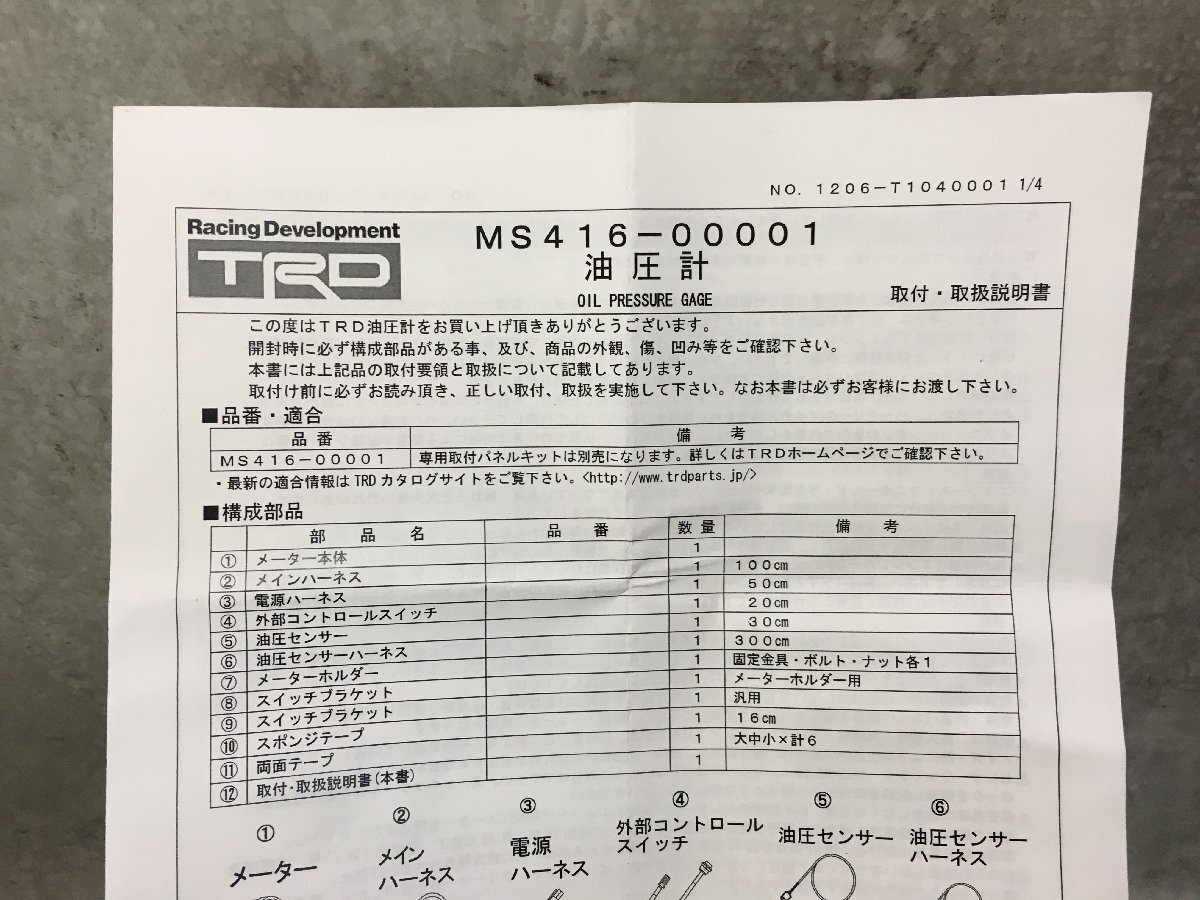 NO. 1206-T1040001 1/4
Racing Development
TRD
MS416-00001
油圧計
OIL PRESSURE GAGE
取付・取扱説明書
この度はTRD油圧計をお買い上げ頂きありがとうございます。
開封時に必ず構成部品がある事、及び、商品の外観、傷、凹み等をご確認下さい。
本書には上記品の取付要領と取扱について記載してあります。
取付け前に必ずお読み頂き、正しい取付、取扱を実施して下さい。なお本書は必ずお客様にお渡し下さい。
■品番・適合
品番 備考
MS416-00001 専用取付パネルキットは別売になります。詳しくはTRDホームページでご確認下さい。
・最新の適合情報はTRDカタログサイトをご覧下さい。<http://www.trdparts.jp/>
■構成部品
部品名 品番 数量 備考
① メーター本体 1
② メインハーネス 1 100cm
③ 電源ハーネス 1 50cm
④ 外部コントロールスイッチ 1 20cm
⑤ 油圧センサー 1 30cm
⑥ 油圧センサーハーネス 1 300cm
⑦ メーターホルダー 1 固定金具・ボルト・ナット各1
⑧ スイッチブラケット 1 メーターホルダー用
⑨ スイッチブラケット 1 汎用
⑩ スポンジテープ 1 16cm
⑪ 両面テープ 1 大中小×計6
⑫ 取付・取扱説明書(本書) 1
① メーター
② メイン
ハーネス
③ 電源
ハーネス
④ 外部コントロール
スイッチ
⑤ 油圧センサー
⑥ 油圧センサー
ハーネス